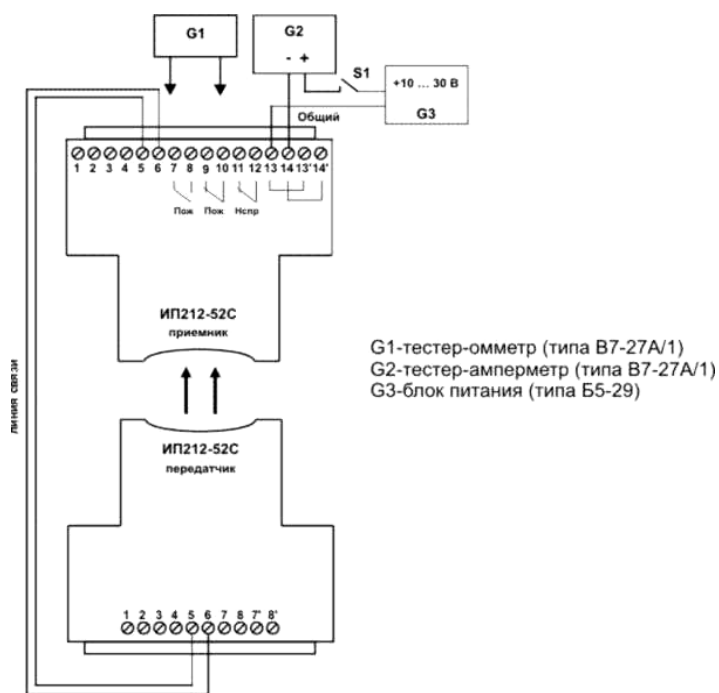 G1
G2
- +
S1
+10 ... 30 В
G3
Общий
1 2 3 4 5 6 7 8 9 10 11 12 13 14 13' 14'
Пож Пож Нспр
ИП212-52С
приемник
G1-тестер-омметр (типа В7-27А/1)
G2-тестер-амперметр (типа В7-27А/1)
G3-блок питания (типа Б5-29)
линия связи
ИП212-52С
передатчик
1 2 3 4 5 6 7 8 7' 8'